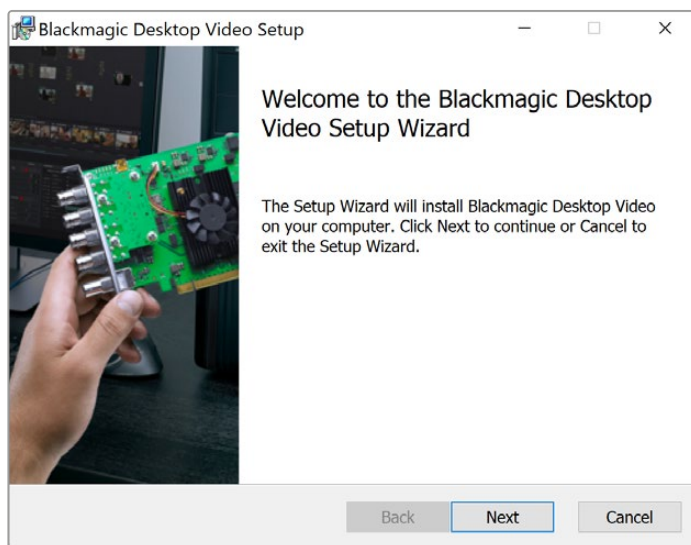 Blackmagic Desktop Video Setup
Welcome to the Blackmagic Desktop
Video Setup Wizard
The Setup Wizard will install Blackmagic Desktop Video
on your computer. Click Next to continue or Cancel to
exit the Setup Wizard.
Back
Next
Cancel